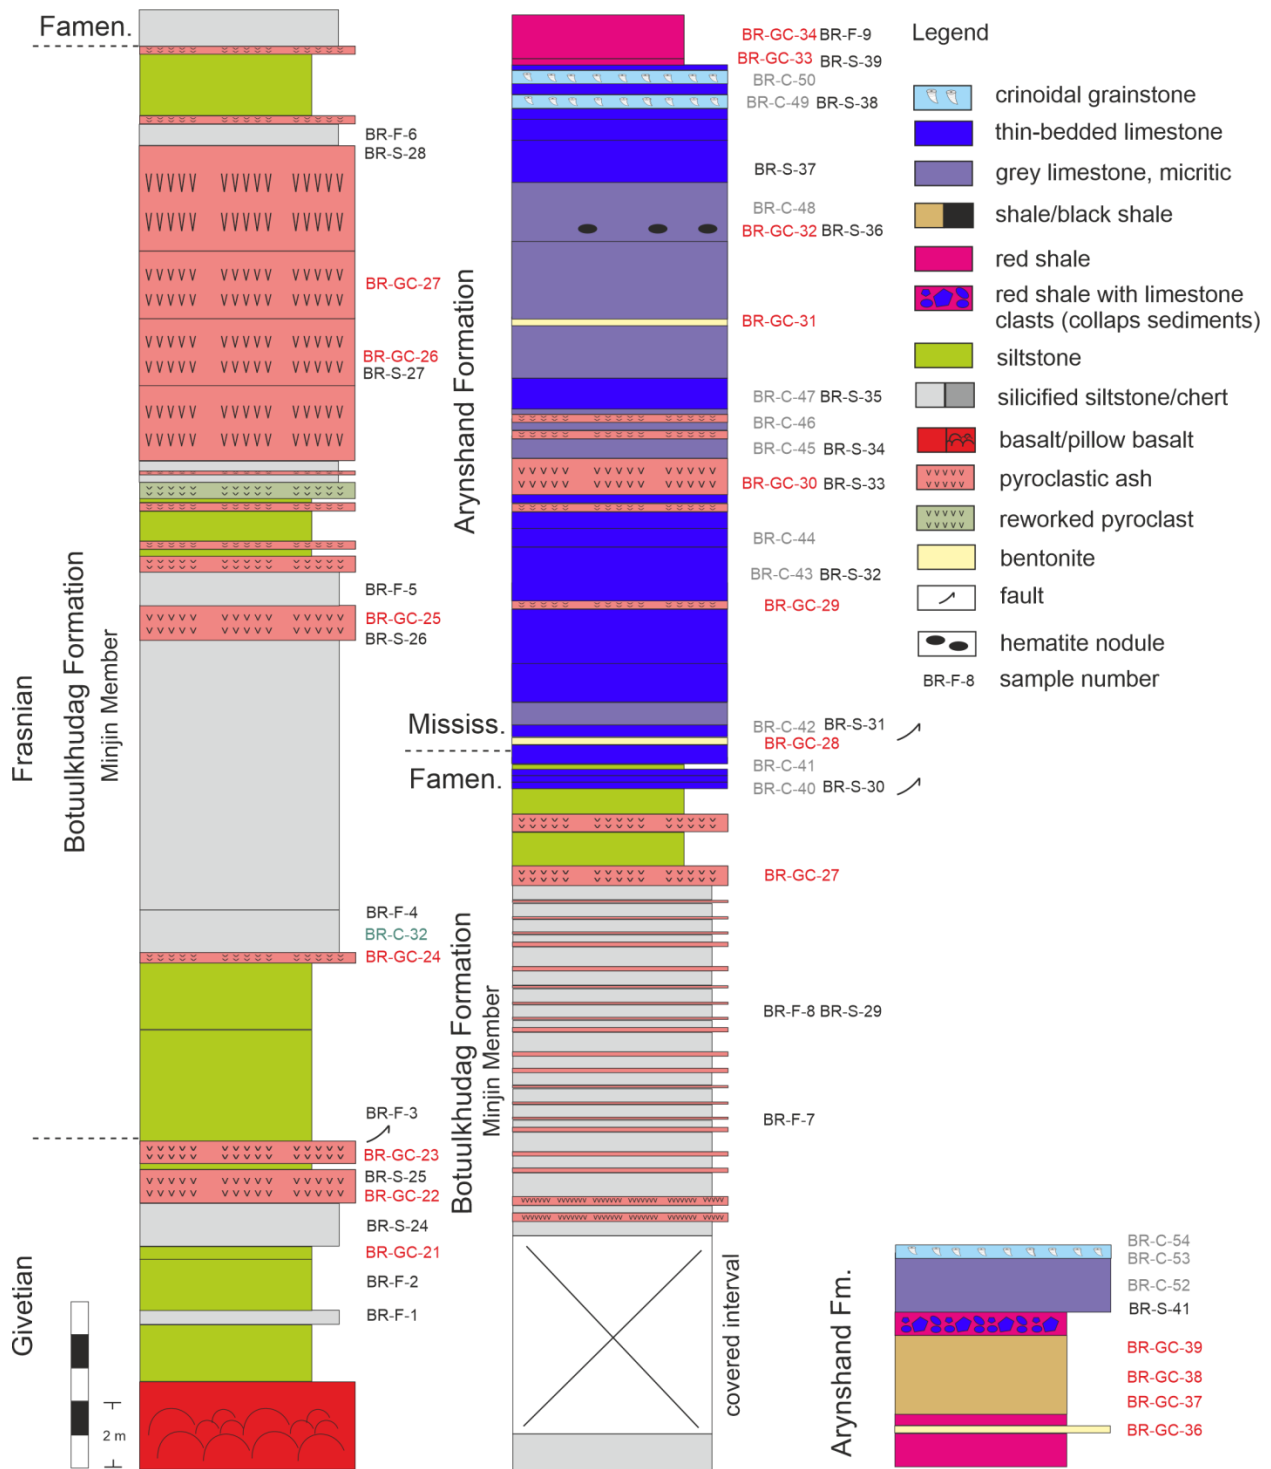 Famen.
Frasnian
Botuulkhudag Formation
Minjin Member
Givetian
2 m
BR-F-6
BR-S-28
BR-GC-27
BR-GC-26
BR-S-27
BR-F-5
BR-GC-25
BR-S-26
BR-F-4
BR-C-32
BR-GC-24
BR-F-3
BR-GC-23
BR-S-25
BR-GC-22
BR-S-24
BR-GC-21
BR-F-2
BR-F-1
Arynshand Formation
Mississ.
Famen.
Botuulkhudag Formation
Minjin Member
covered interval
BR-GC-34 BR-F-9
BR-GC-33 BR-S-39
BR-C-50
BR-C-49 BR-S-38
BR-S-37
BR-C-48
BR-GC-32 BR-S-36
BR-GC-31
BR-C-47 BR-S-35
BR-C-46
BR-C-45 BR-S-34
BR-GC-30 BR-S-33
BR-C-44
BR-C-43 BR-S-32
BR-GC-29
BR-C-42 BR-S-31
BR-GC-28
BR-C-41
BR-C-40 BR-S-30
BR-GC-27
BR-F-8 BR-S-29
BR-F-7
Legend
crinoidal grainstone
thin-bedded limestone
grey limestone, micritic
shale/black shale
red shale
red shale with limestone
clasts (collaps sediments)
siltstone
silicified siltstone/chert
basalt/pillow basalt
pyroclastic ash
reworked pyroclast
bentonite
fault
hematite nodule
BR-F-8 sample number
Arynshand Fm.
BR-C-54
BR-C-53
BR-C-52
BR-S-41
BR-GC-39
BR-GC-38
BR-GC-37
BR-GC-36